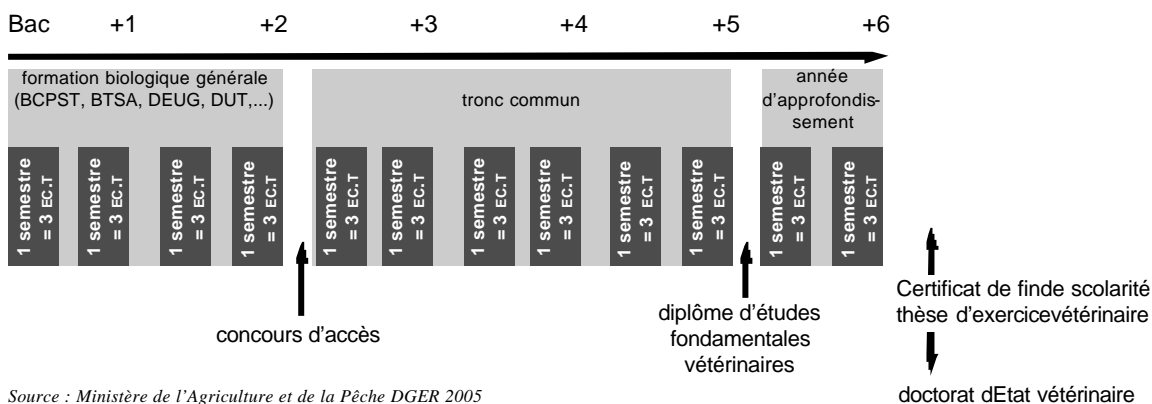 Bac +1 +2 +3 +4 +5 +6
formation biologique générale
(BCPST, BTSA, DEUG, DUT,...)
tronc commun
année
d'approfondis-
sement
1 semestre
= 3 EC.T
1 semestre
= 3 EC.T
1 semestre
= 3 EC.T
1 semestre
= 3 EC.T
1 semestre
= 3 EC.T
1 semestre
= 3 EC.T
1 semestre
= 3 EC.T
1 semestre
= 3 EC.T
1 semestre
= 3 EC.T
1 semestre
= 3 EC.T
1 semestre
= 3 EC.T
1 semestre
= 3 EC.T
concours d'accès
diplôme d'études
fondamentales
vétérinaires
Certificat de finde scolarité
thèse d'exercicevétérinaire
doctorat dEtat vétérinaire
Source : Ministère de l'Agriculture et de la Pêche DGER 2005